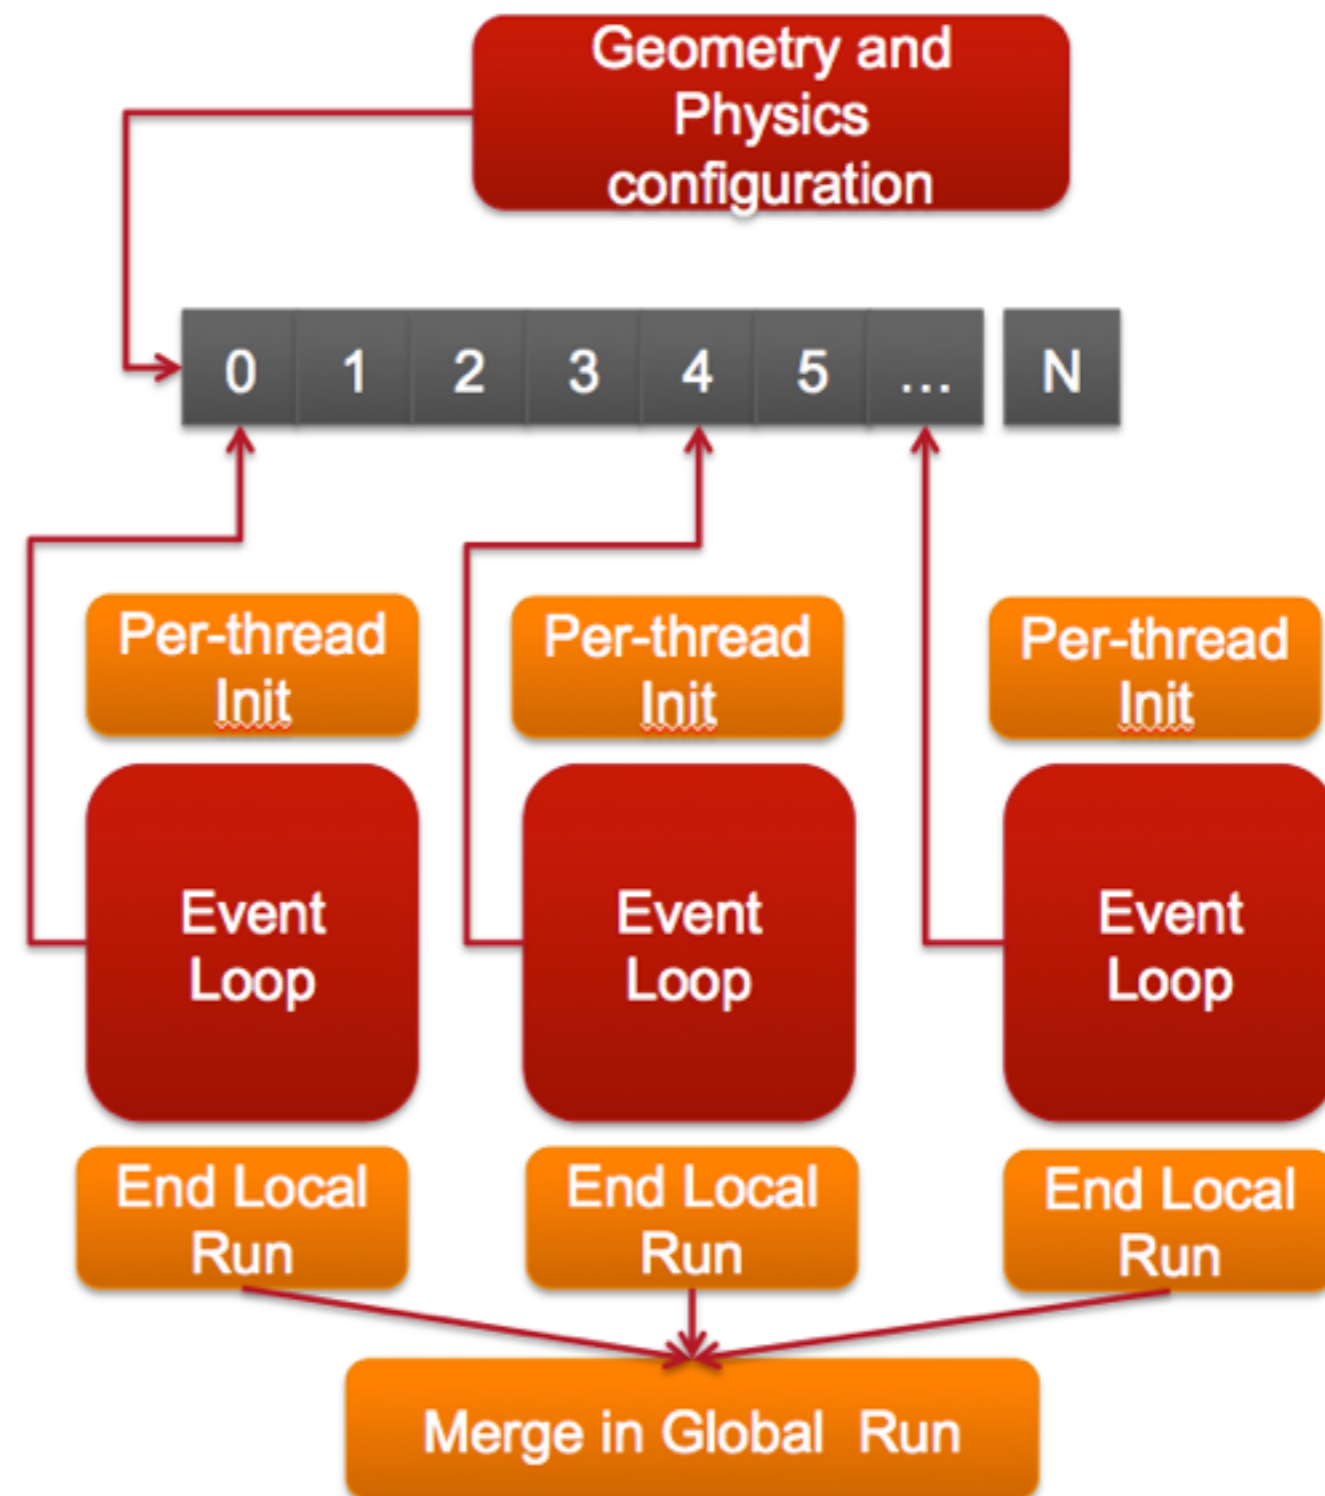 Geometry and
Physics
configuration
0 1 2 3 4 5 ... N
Per-thread
Init
Per-thread
Init
Per-thread
Init
Event
Loop
Event
Loop
Event
Loop
End Local
Run
End Local
Run
End Local
Run
Merge in Global Run